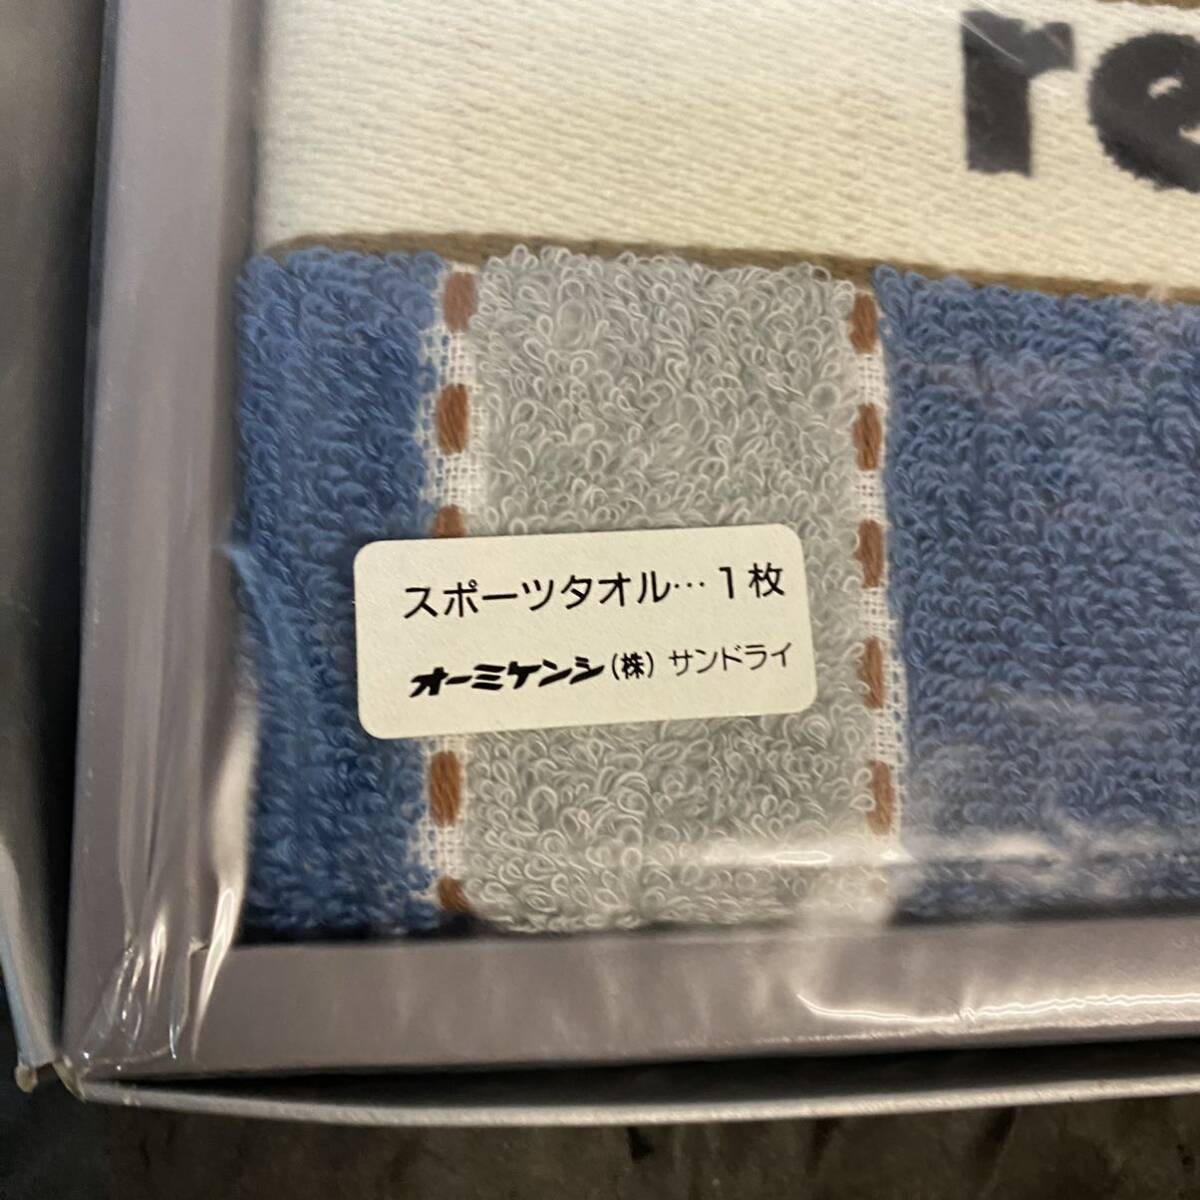 re
スポーツタオル…1枚
オーミケンシ(株) サンドライ